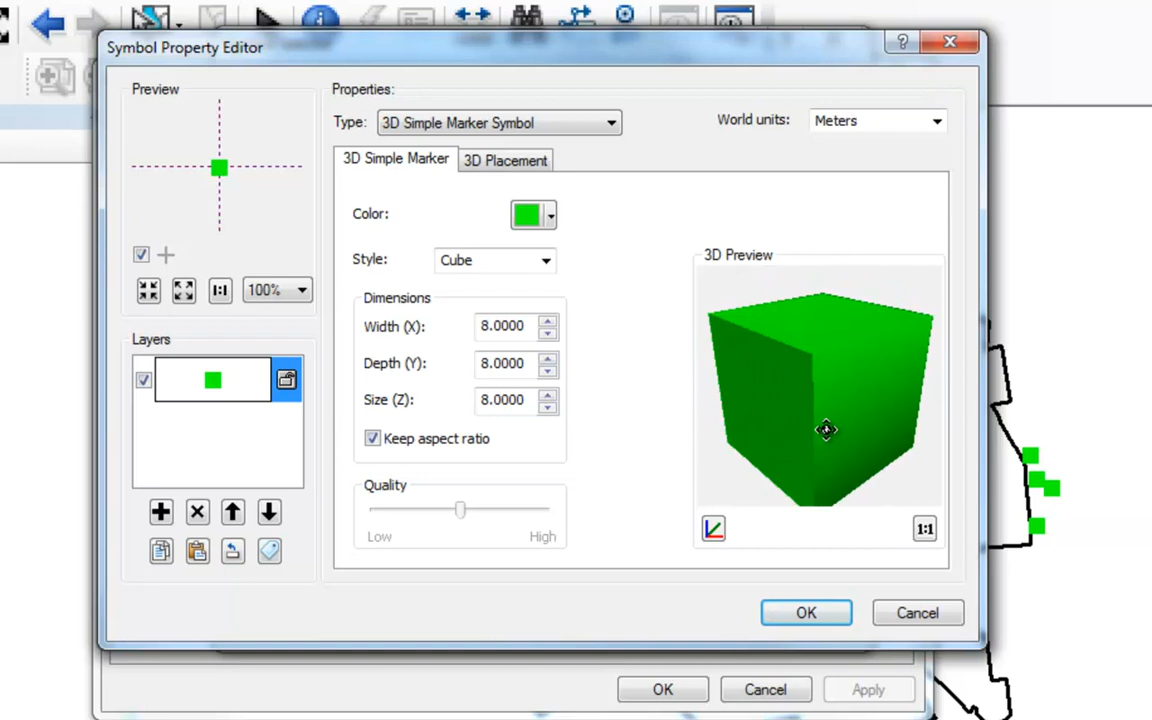 Symbol Property Editor
?
Preview
100%
Layers
Properties:
Type: 3D Simple Marker Symbol
World units: Meters
3D Simple Marker
3D Placement
Color:
Style: Cube
Dimensions
Width (X): 8.0000
Depth (Y): 8.0000
Size (Z): 8.0000
Keep aspect ratio
Quality
Low High
3D Preview
1:1
1:1
OK Cancel
OK Cancel Apply